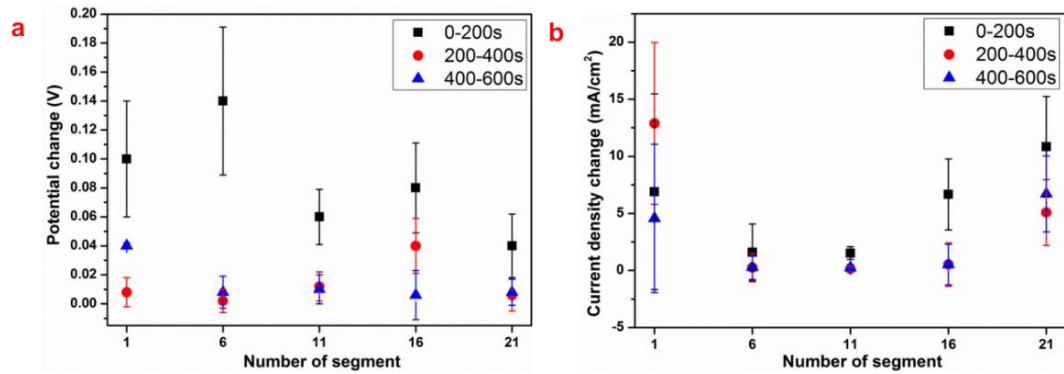 a
0.20
0.18
0.16
0.14
0.12
0.10
0.08
0.06
0.04
0.02
0.00
Potential change (V)
0-200s
200-400s
400-600s
1 6 11 16 21
Number of segment
b
20
15
10
5
0
-5
Current density change (mA/cm²)
0-200s
200-400s
400-600s
1 6 11 16 21
Number of segment